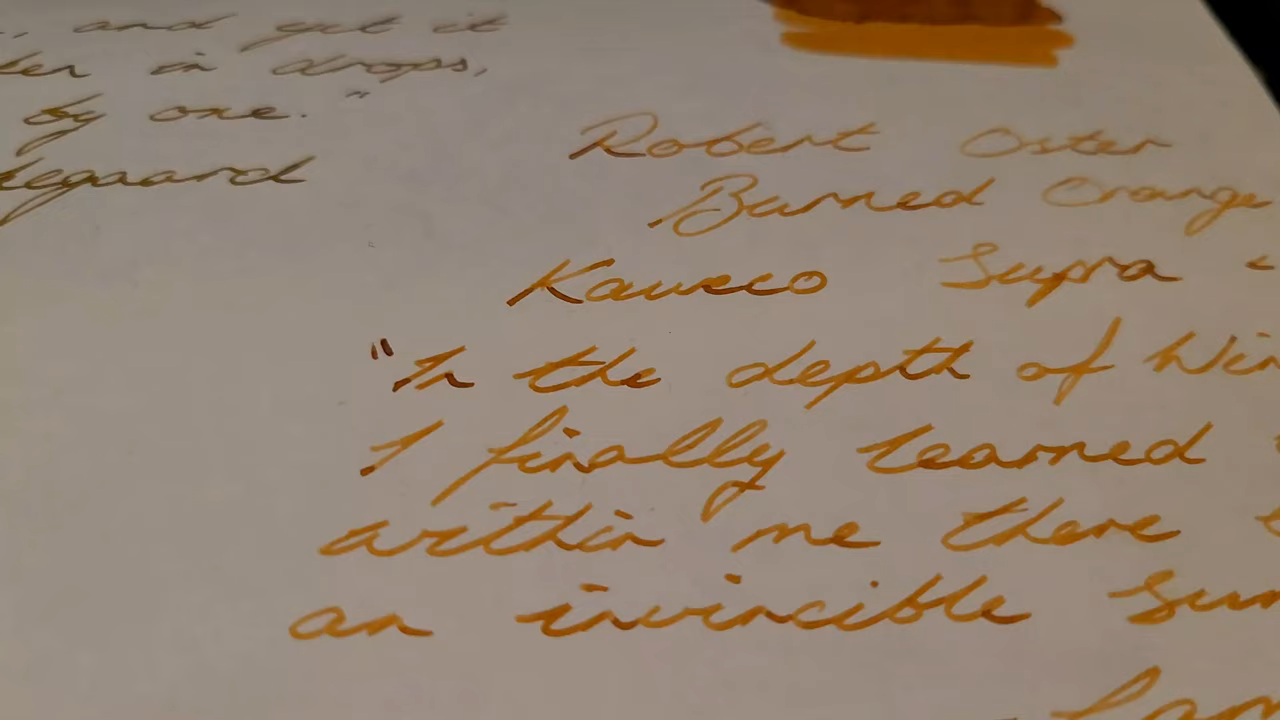 and yet it
in drops,
by one."
Robert Oster
Burned Orange
Kaweco Supra
"In the depth of
I finally learned
within me there
an invincible